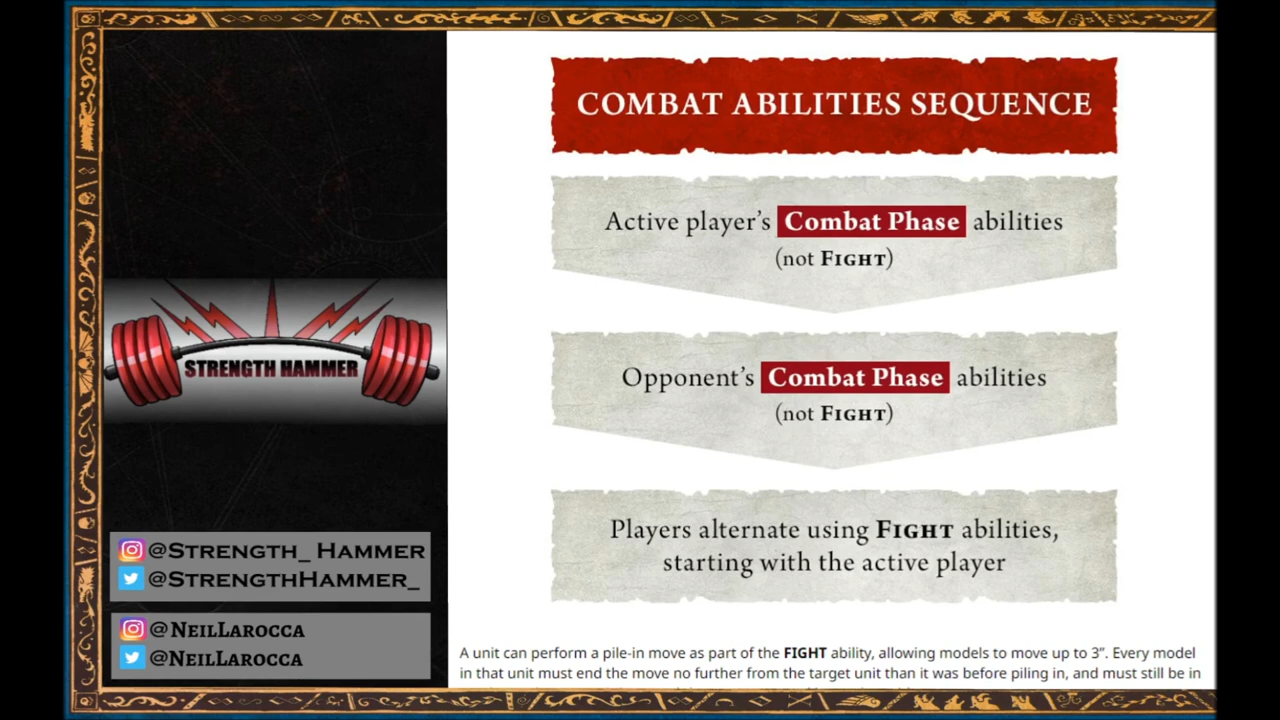 COMBAT ABILITIES SEQUENCE
Active player's Combat Phase abilities
(not FIGHT)
Opponent's Combat Phase abilities
(not FIGHT)
Players alternate using FIGHT abilities,
starting with the active player
A unit can perform a pile-in move as part of the FIGHT ability, allowing models to move up to 3". Every model
in that unit must end the move no further from the target unit than it was before piling in, and must still be in
STRENGTH HAMMER
@STRENGTH_HAMMER
@STRENGTHHAMMER_
@NEILLAROCCA
@NEILLAROCCA